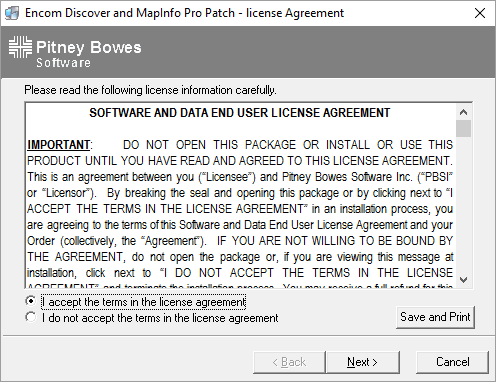 Encom Discover and MapInfo Pro Patch - license Agreement
Pitney Bowes
Software
Please read the following license information carefully.
SOFTWARE AND DATA END USER LICENSE AGREEMENT
IMPORTANT: DO NOT OPEN THIS PACKAGE OR INSTALL OR USE THIS
PRODUCT UNTIL YOU HAVE READ AND AGREED TO THIS LICENSE AGREEMENT.
This is an agreement between you (“Licensee”) and Pitney Bowes Software Inc. (“PBSI”
or “Licensor”). By breaking the seal and opening this package or by clicking next to “I
ACCEPT THE TERMS IN THE LICENSE AGREEMENT” in an installation process, you
are agreeing to the terms of this Software and Data End User License Agreement and your
Order (collectively, the “Agreement”). IF YOU ARE NOT WILLING TO BE BOUND BY
THE AGREEMENT, do not open the package or, if you are viewing this message at
installation, click next to “I DO NOT ACCEPT THE TERMS IN THE LICENSE
AGREEMENT” and terminate the installation process. You may receive a full refund for this
I accept the terms in the license agreement
I do not accept the terms in the license agreement
Save and Print
< Back
Next >
Cancel